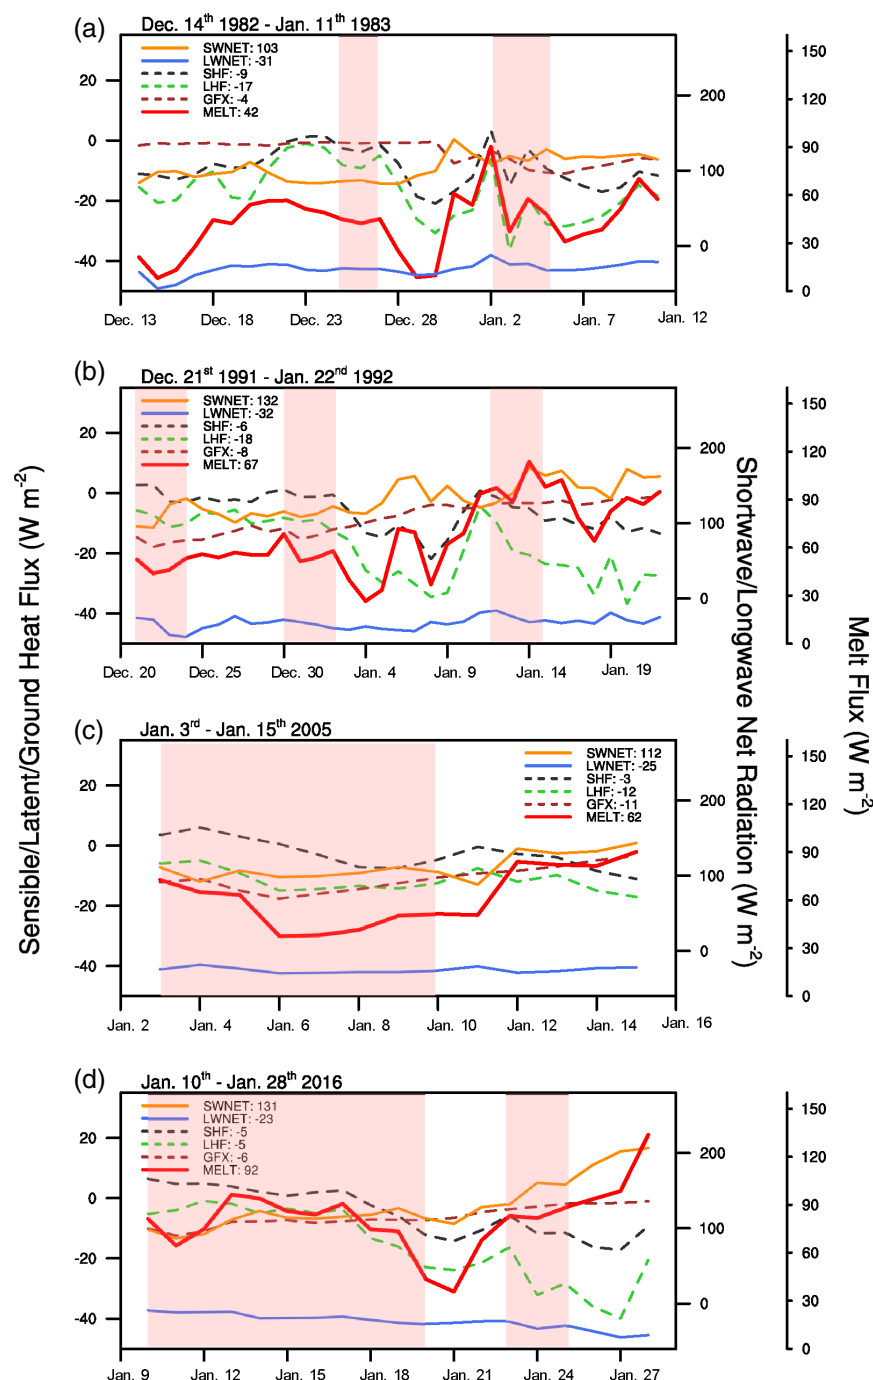 (a) Dec. 14th 1982 - Jan. 11th 1983
SWNET: 103
LWNET: -31
SHF: -9
LHF: -17
GFX: -4
MELT: 42
20
0
-20
-40
200
100
0
150
120
90
60
30
0
Dec. 13 Dec. 18 Dec. 23 Dec. 28 Jan. 2 Jan. 7 Jan. 12
(b) Dec. 21st 1991 - Jan. 22nd 1992
SWNET: 132
LWNET: -32
SHF: -6
LHF: -18
GFX: -8
MELT: 67
20
0
-20
-40
200
100
0
150
120
90
60
30
0
Dec. 20 Dec. 25 Dec. 30 Jan. 4 Jan. 9 Jan. 14 Jan. 19
Sensible/Latent/Ground Heat Flux (W m-2)
Shortwave/Longwave Net Radiation (W m-2)
Melt Flux (W m-2)
(c) Jan. 3rd - Jan. 15th 2005
SWNET: 112
LWNET: -25
SHF: -3
LHF: -12
GFX: -11
MELT: 62
20
0
-20
-40
200
100
0
150
120
90
60
30
0
Jan. 2 Jan. 4 Jan. 6 Jan. 8 Jan. 10 Jan. 12 Jan. 14 Jan. 16
(d) Jan. 10th - Jan. 28th 2016
SWNET: 131
LWNET: -23
SHF: -5
LHF: -5
GFX: -6
MELT: 92
20
0
-20
-40
200
100
0
150
120
90
60
30
0
Jan. 9 Jan. 12 Jan. 15 Jan. 18 Jan. 21 Jan. 24 Jan. 27